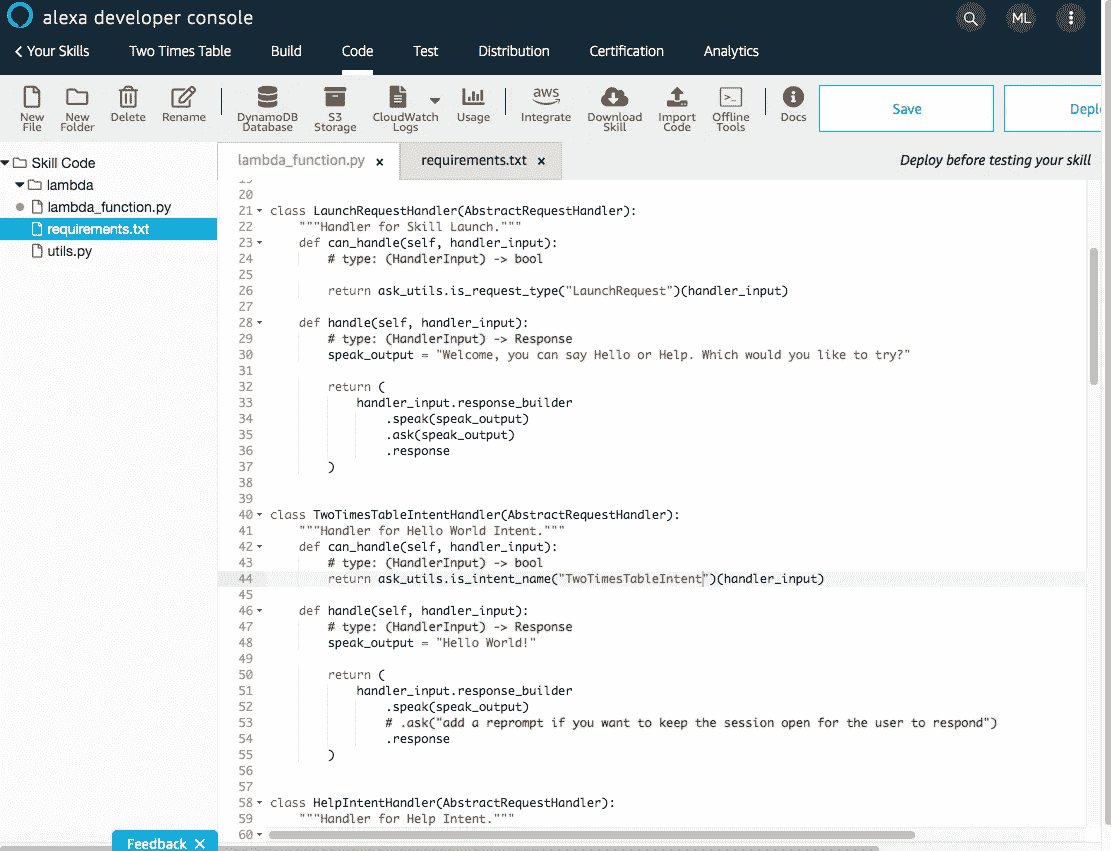 alexa developer console
ML
Your Skills Two Times Table Build Code Test Distribution Certification Analytics
New File
New Folder
Delete
Rename
DynamoDB Database
S3 Storage
CloudWatch Logs
Usage
aws
Integrate
Download Skill
Import Code
>_
Offline Tools
Docs
Save
Deplo
Skill Code
lambda
lambda_function.py
requirements.txt
utils.py
lambda_function.py × requirements.txt × Deploy before testing your skill
20
21 class LaunchRequestHandler(AbstractRequestHandler):
22 """Handler for Skill Launch."""
23 def can_handle(self, handler_input):
24 # type: (HandlerInput) -> bool
25
26 return ask_utils.is_request_type("LaunchRequest")(handler_input)
27
28 def handle(self, handler_input):
29 # type: (HandlerInput) -> Response
30 speak_output = "Welcome, you can say Hello or Help. Which would you like to try?"
31
32 return (
33 handler_input.response_builder
34 .speak(speak_output)
35 .ask(speak_output)
36 .response
37 )
38
39
40 class TwoTimesTableIntentHandler(AbstractRequestHandler):
41 """Handler for Hello World Intent."""
42 def can_handle(self, handler_input):
43 # type: (HandlerInput) -> bool
44 return ask_utils.is_intent_name("TwoTimesTableIntent")(handler_input)
45
46 def handle(self, handler_input):
47 # type: (HandlerInput) -> Response
48 speak_output = "Hello World!"
49
50 return (
51 handler_input.response_builder
52 .speak(speak_output)
53 # .ask("add a reprompt if you want to keep the session open for the user to respond")
54 .response
55 )
56
57
58 class HelpIntentHandler(AbstractRequestHandler):
59 """Handler for Help Intent."""
60
Feedback ×